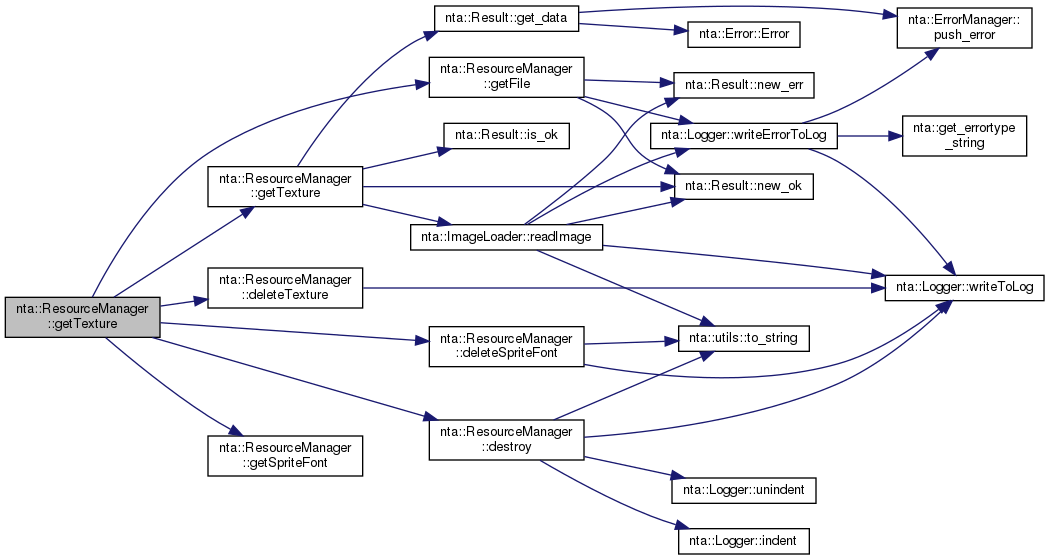 nta::ResourceManager
::getTexture
nta::ResourceManager
::getTexture
nta::ResourceManager
::deleteTexture
nta::ResourceManager
::getSpriteFont
nta::Result::get_data
nta::ResourceManager
::getFile
nta::Result::is_ok
nta::ImageLoader::readImage
nta::ResourceManager
::deleteSpriteFont
nta::ResourceManager
::destroy
nta::Error::Error
nta::Result::new_err
nta::Logger::writeErrorToLog
nta::Result::new_ok
nta::utils::to_string
nta::Logger::unindent
nta::Logger::indent
nta::ErrorManager::
push_error
nta::get_errortype
_string
nta::Logger::writeToLog